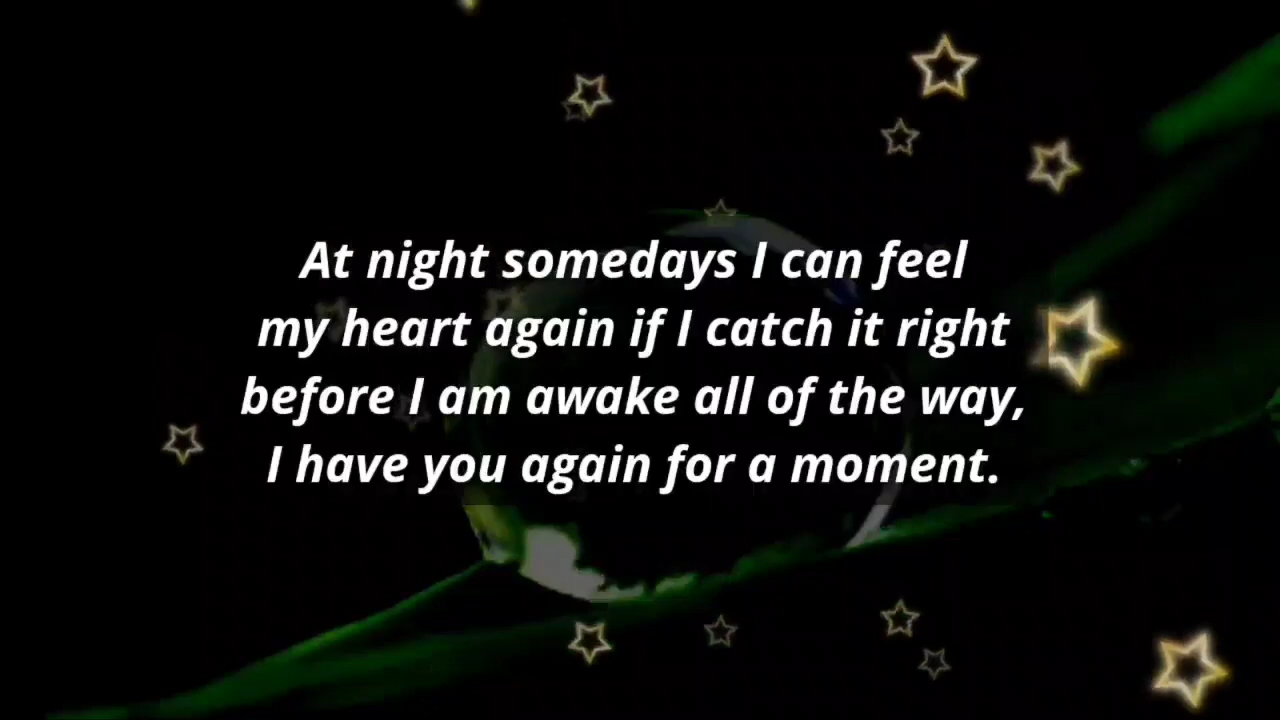 At night somedays I can feel
my heart again if I catch it right
before I am awake all of the way,
I have you again for a moment.